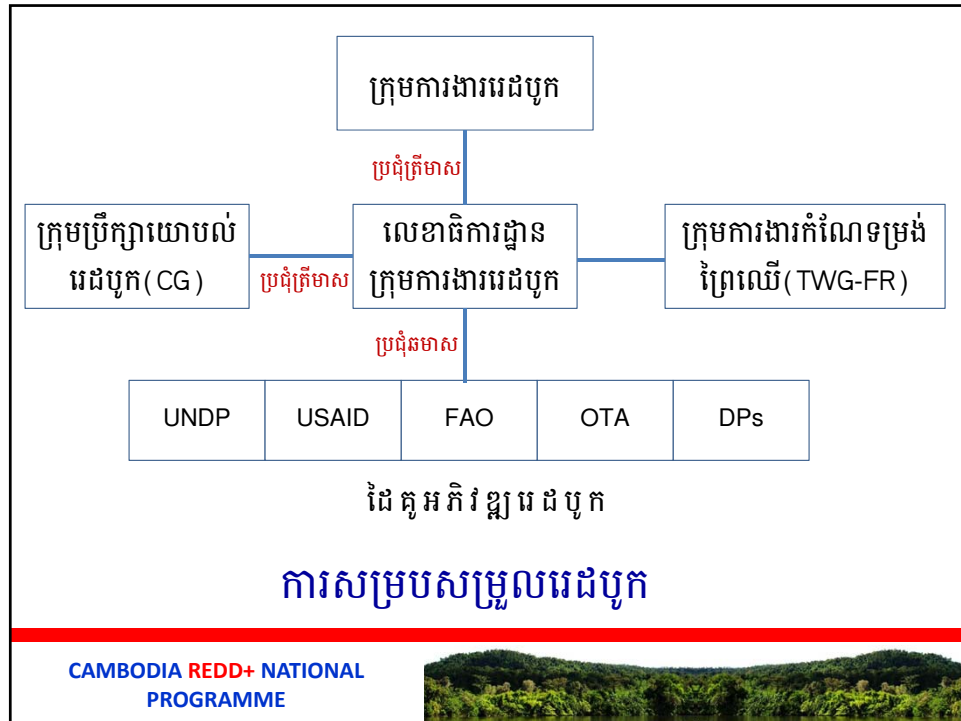 ក្រុមការងាររេដបូក
ប្រជុំត្រីមាស
ក្រុមប្រឹក្សាយោបល់
រេដបូក(CG)
ប្រជុំត្រីមាស
លេខាធិការដ្ឋាន
ក្រុមការងាររេដបូក
ក្រុមការងារកំណែទម្រង់
ព្រៃឈើ(TWG-FR)
ប្រជុំឆមាស
UNDP USAID FAO OTA DPs
ដៃគូអភិវឌ្ឍរេដបូក
ការសម្របសម្រួលរេដបូក
CAMBODIA REDD+ NATIONAL
PROGRAMME